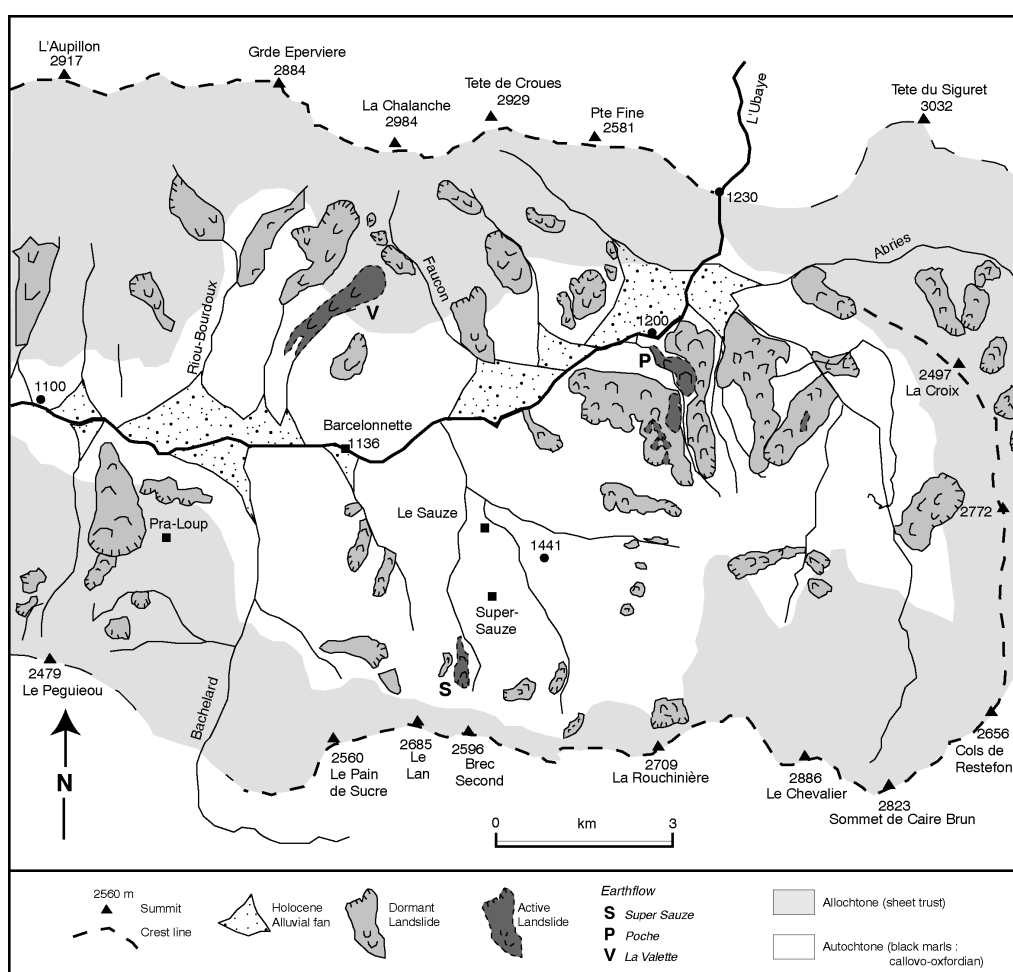 L'Aupillon
2917
Grde Eperviere
2884
La Chalanche
2984
Tete de Croues
2929
Pte Fine
2581
L'Ubaye
Tete du Siguret
3032
1230
Abries
Faucon
Riou-Bourdoux
V
1200
P
1100
2497
La Croix
Barcelonnette
1136
2772
Le Sauze
Pra-Loup
1441
Super-
Sauze
S
2479
Le Peguieou
Bachelard
N
2560
Le Pain
de Sucre
2685
Le
Lan
2596
Brec
Second
2709
La Rouchinière
2886
Le Chevalier
2823
Sommet de Caire Brun
2656
Cols de
Restefon
0 km 3
2560 m
Summit
Crest line
Holocene
Alluvial fan
Dormant
Landslide
Active
Landslide
Earthflow
S Super Sauze
P Poche
V La Valette
Allochtone (sheet trust)
Autochtone (black marls :
callovo-oxfordian)